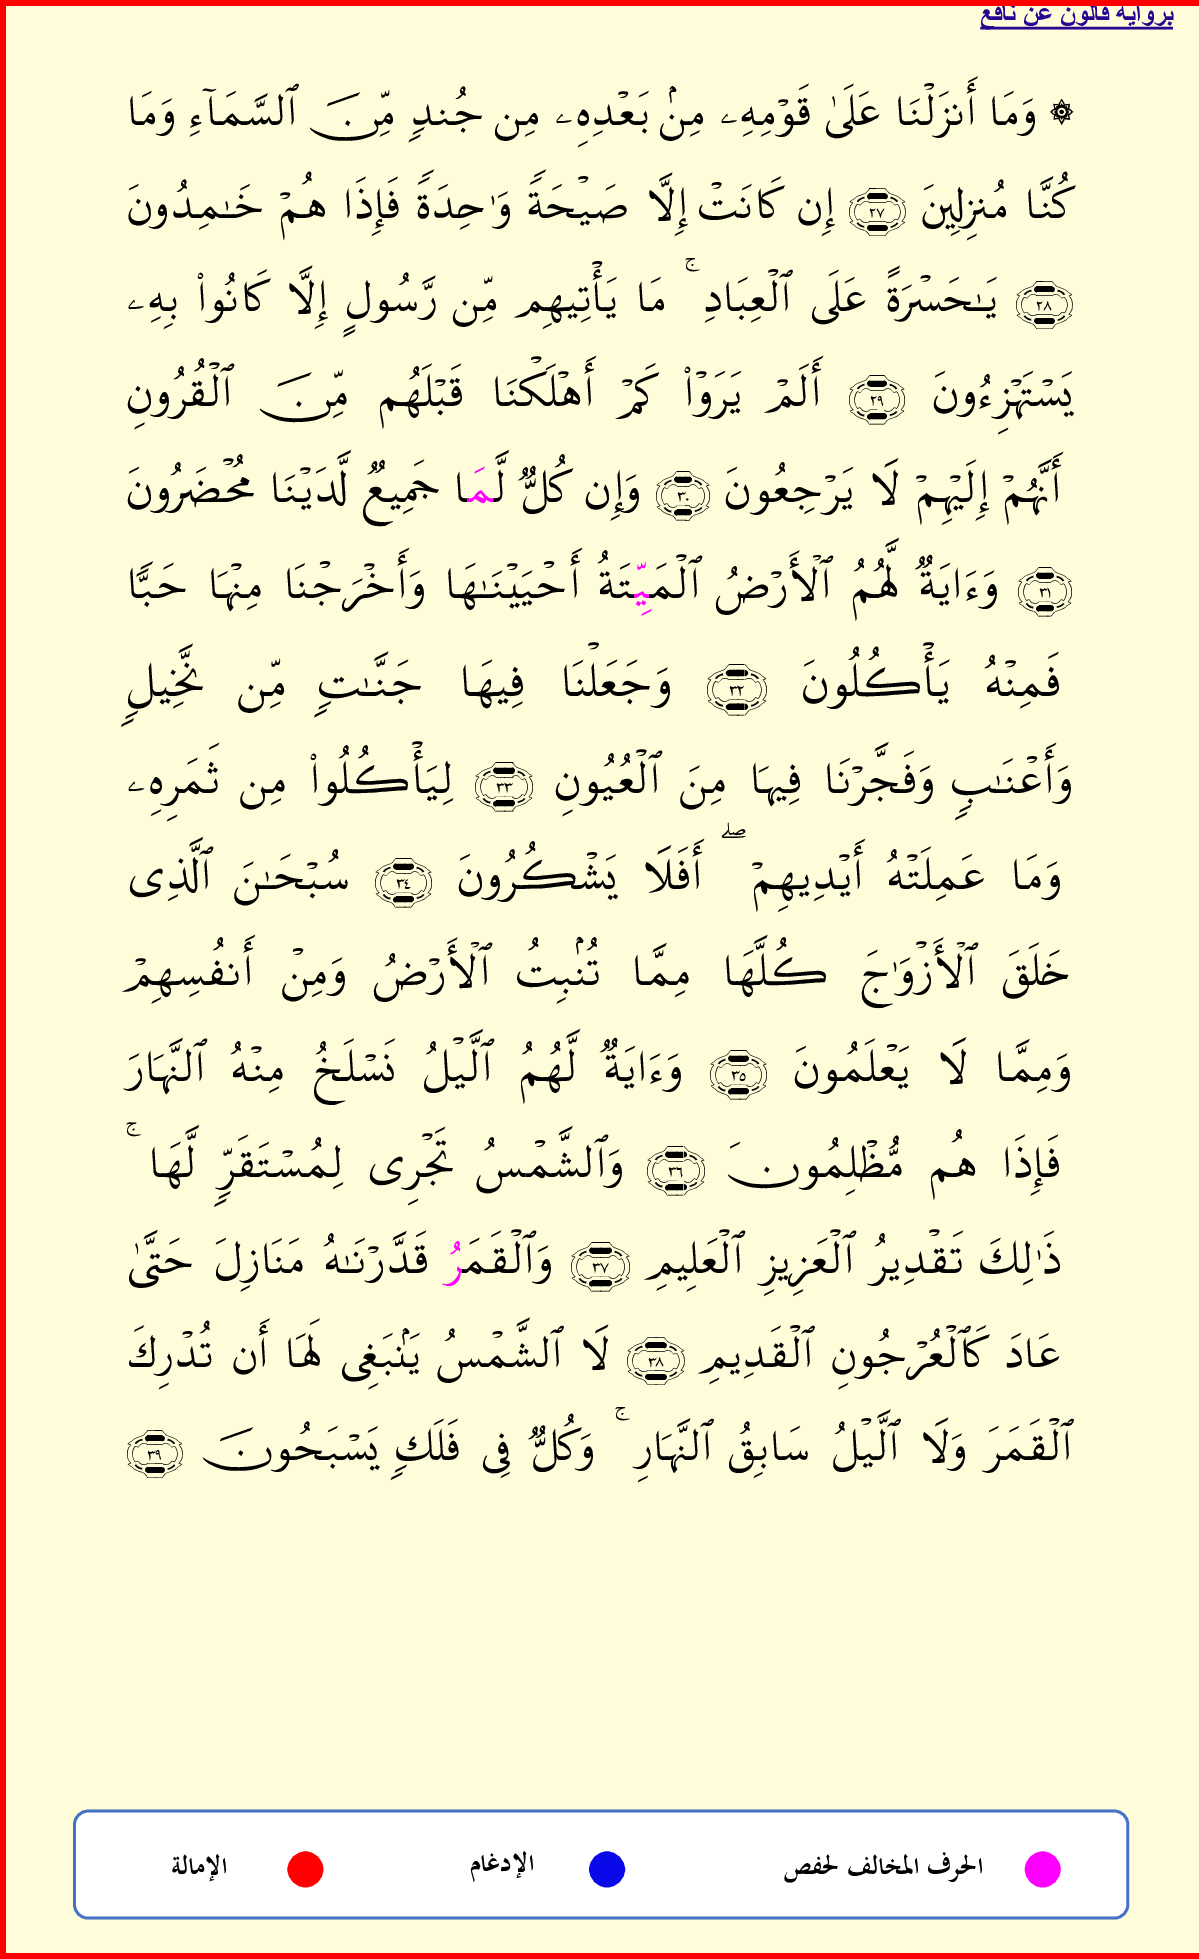 برواية قالون عن نافع
۞ وَمَا أَنزَلْنَا عَلَىٰ قَوْمِهِۦ مِنۢ بَعْدِهِۦ مِن جُندٍ مِّنَ ٱلسَّمَآءِ وَمَا
كُنَّا مُنزِلِينَ ٢٧ إِن كَانَتْ إِلَّا صَيْحَةً وَٰحِدَةً فَإِذَا هُمْ خَـٰمِدُونَ
٢٨ يَـٰحَسْرَةً عَلَى ٱلْعِبَادِ ۚ مَا يَأْتِيهِم مِّن رَّسُولٍ إِلَّا كَانُوا۟ بِهِۦ
يَسْتَهْزِءُونَ ٢٩ أَلَمْ يَرَوْا۟ كَمْ أَهْلَكْنَا قَبْلَهُم مِّنَ ٱلْقُرُونِ
أَنَّهُمْ إِلَيْهِمْ لَا يَرْجِعُونَ ٣٠ وَإِن كُلٌّ لَّمَا جَمِيعٌ لَّدَيْنَا مُحْضَرُونَ
٣١ وَءَايَةٌ لَّهُمُ ٱلْأَرْضُ ٱلْمَيِّتَةُ أَحْيَيْنَـٰهَا وَأَخْرَجْنَا مِنْهَا حَبًّا
فَمِنْهُ يَأْكُلُونَ ٣٢ وَجَعَلْنَا فِيهَا جَنَّـٰتٍ مِّن نَّخِيلٍ
وَأَعْنَـٰبٍ وَفَجَّرْنَا فِيهَا مِنَ ٱلْعُيُونِ ٣٣ لِيَأْكُلُوا۟ مِن ثَمَرِهِۦ
وَمَا عَمِلَتْهُ أَيْدِيهِمْ ۖ أَفَلَا يَشْكُرُونَ ٣٤ سُبْحَـٰنَ ٱلَّذِى
خَلَقَ ٱلْأَزْوَٰجَ كُلَّهَا مِمَّا تُنۢبِتُ ٱلْأَرْضُ وَمِنْ أَنفُسِهِمْ
وَمِمَّا لَا يَعْلَمُونَ ٣٥ وَءَايَةٌ لَّهُمُ ٱلَّيْلُ نَسْلَخُ مِنْهُ ٱلنَّهَارَ
فَإِذَا هُم مُّظْلِمُونَ ٣٦ وَٱلشَّمْسُ تَجْرِى لِمُسْتَقَرٍّ لَّهَا ۚ
ذَٰلِكَ تَقْدِيرُ ٱلْعَزِيزِ ٱلْعَلِيمِ ٣٧ وَٱلْقَمَرُ قَدَّرْنَـٰهُ مَنَازِلَ حَتَّىٰ
عَادَ كَٱلْعُرْجُونِ ٱلْقَدِيمِ ٣٨ لَا ٱلشَّمْسُ يَنۢبَغِى لَهَا أَن تُدْرِكَ
ٱلْقَمَرَ وَلَا ٱلَّيْلُ سَابِقُ ٱلنَّهَارِ ۚ وَكُلٌّ فِى فَلَكٍ يَسْبَحُونَ ٣٩
الحرف المخالف لحفص الإدغام الإمالة